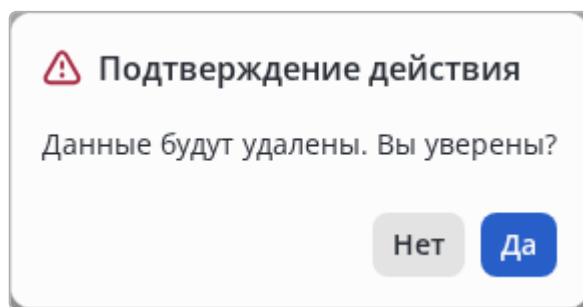 Подтверждение действия
Данные будут удалены. Вы уверены?
Нет Да